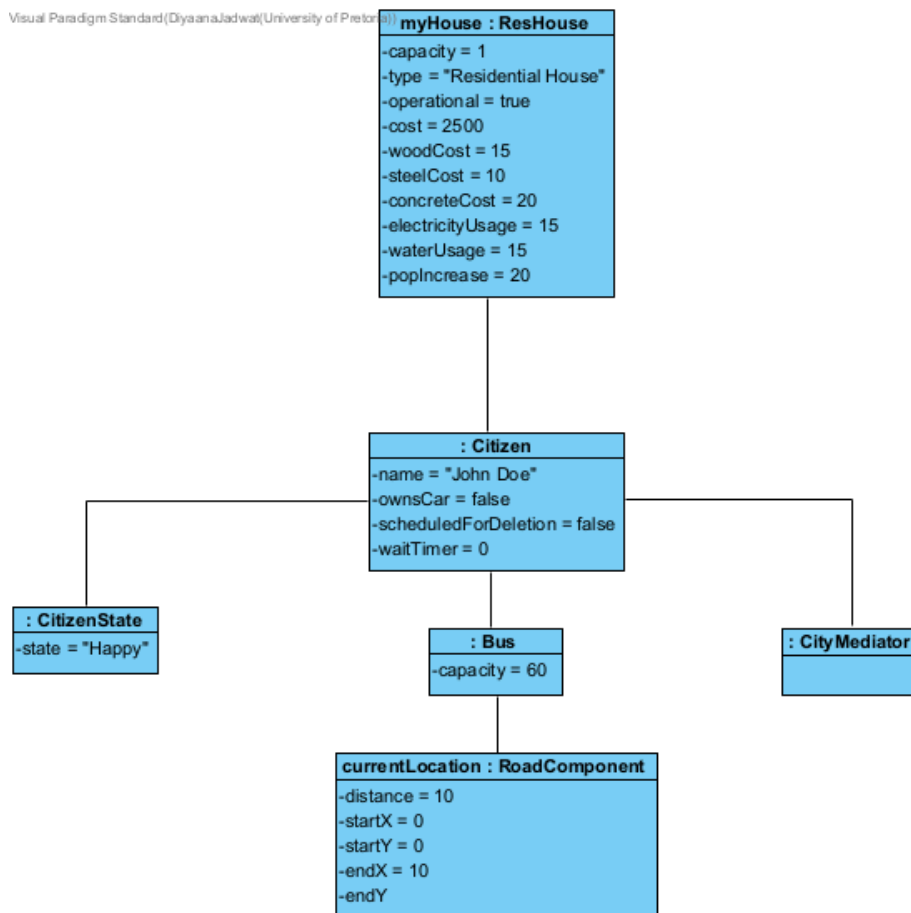 Visual Paradigm Standard(DiyaanaJadwat(University of Pretoria))
myHouse : ResHouse
-capacity = 1
-type = "Residential House"
-operational = true
-cost = 2500
-woodCost = 15
-steelCost = 10
-concreteCost = 20
-electricityUsage = 15
-waterUsage = 15
-popIncrease = 20
: Citizen
-name = "John Doe"
-ownsCar = false
-scheduledForDeletion = false
-waitTimer = 0
: CitizenState
-state = "Happy"
: Bus
-capacity = 60
: CityMediator
currentLocation : RoadComponent
-distance = 10
-startX = 0
-startY = 0
-endX = 10
-endY